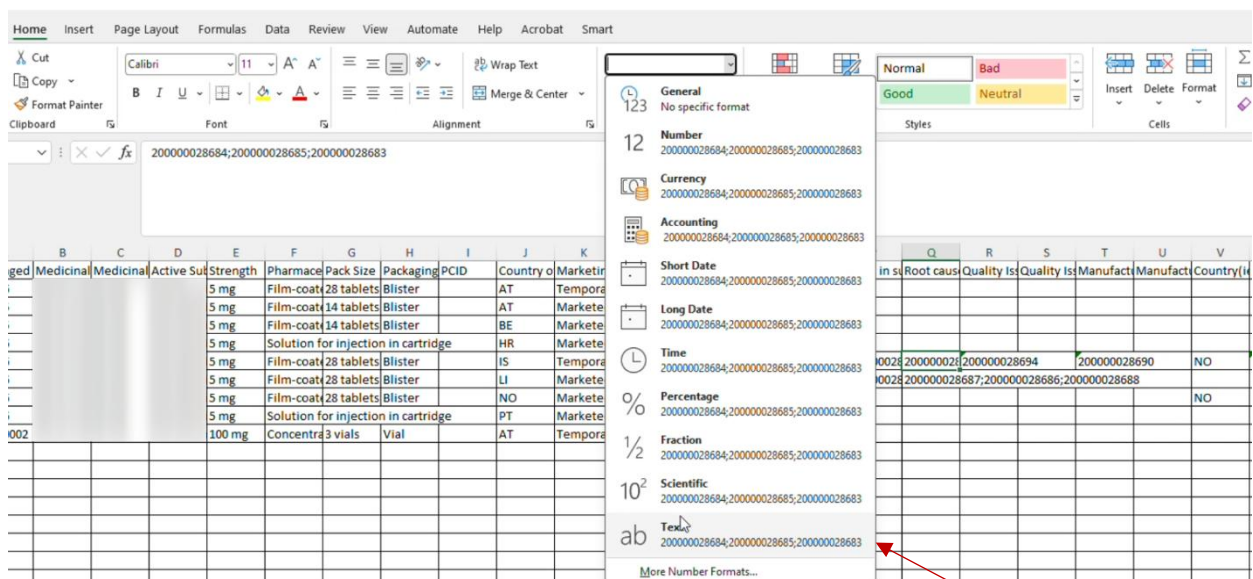 Home Insert Page Layout Formulas Data Review View Automate Help Acrobat Smart
Cut
Copy
Format Painter
Clipboard
Calibri 11 A^ A˅
B I U A
Font
Wrap Text
Merge & Center
Alignment
Normal Bad
Good Neutral
Styles
Insert Delete Format
Cells
fx 200000028684;200000028685;200000028683
General
123 No specific format
Number
12 200000028684;200000028685;200000028683
Currency
200000028684;200000028685;200000028683
Accounting
200000028684;200000028685;200000028683
Short Date
200000028684;200000028685;200000028683
Long Date
200000028684;200000028685;200000028683
Time
200000028684;200000028685;200000028683
Percentage
% 200000028684;200000028685;200000028683
Fraction
½ 200000028684;200000028685;200000028683
Scientific
10² 200000028684;200000028685;200000028683
Text
ab 200000028684;200000028685;200000028683
More Number Formats...
B C D E F G H I J K Q R S T U V
ged Medicinal Medicinal Active Sub Strength Pharmace Pack Size Packaging PCID Country o Marketin in su Root caus Quality Iss Quality Iss Manufactu Manufactu Country(ie
5 mg Film-coat 28 tablets Blister AT Tempora
5 mg Film-coat 14 tablets Blister AT Markete
5 mg Film-coat 14 tablets Blister BE Markete
5 mg Solution for injection in cartridge HR Markete
5 mg Film-coat 28 tablets Blister IS Tempora 00028 200000028 200000028694 200000028690 NO
5 mg Film-coat 28 tablets Blister LI Markete 00028 200000028687;200000028686;200000028688
5 mg Film-coat 28 tablets Blister NO Markete NO
5 mg Solution for injection in cartridge PT Markete
002 100 mg Concentra 3 vials Vial AT Tempora